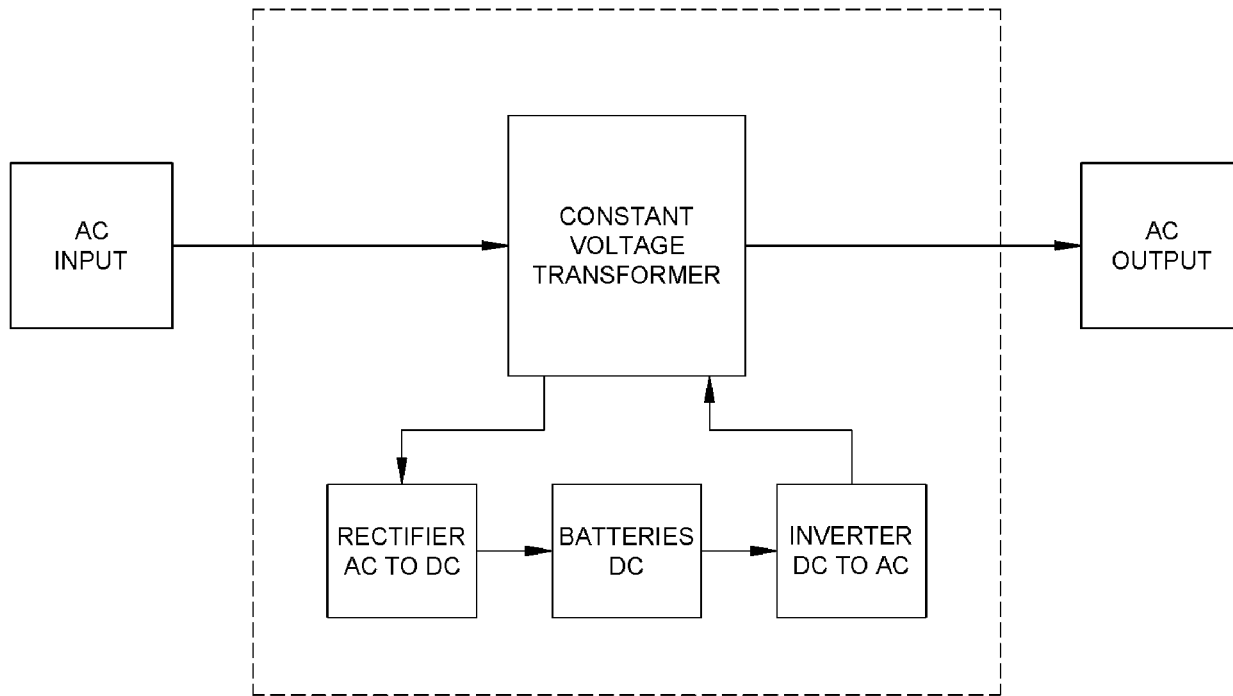 AC
INPUT
CONSTANT
VOLTAGE
TRANSFORMER
AC
OUTPUT
RECTIFIER
AC TO DC
BATTERIES
DC
INVERTER
DC TO AC